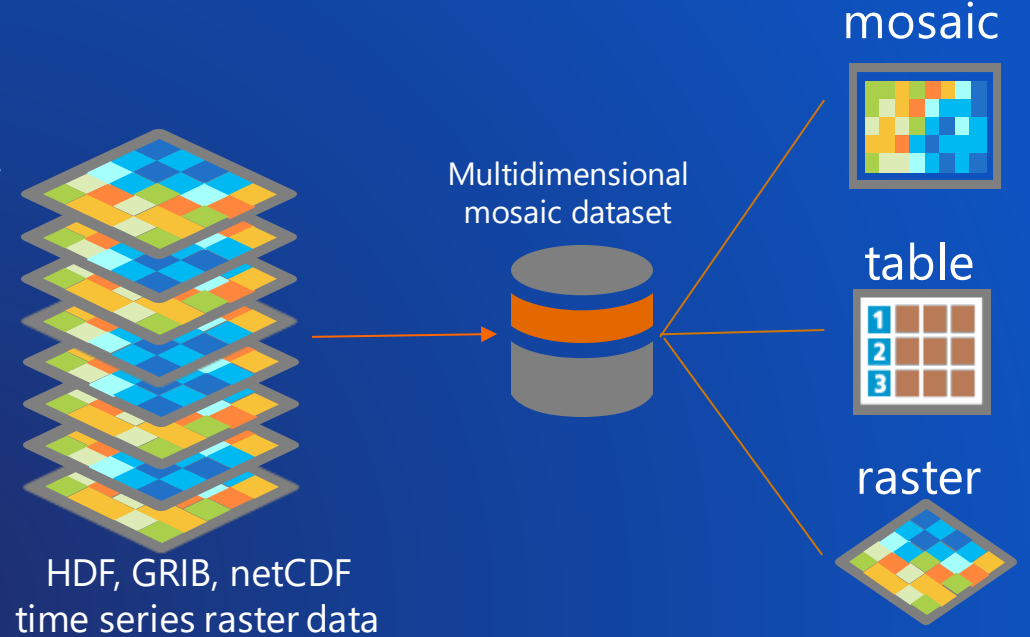 mosaic
Multidimensional
mosaic dataset
table
1
2
3
raster
HDF, GRIB, netCDF
time series raster data